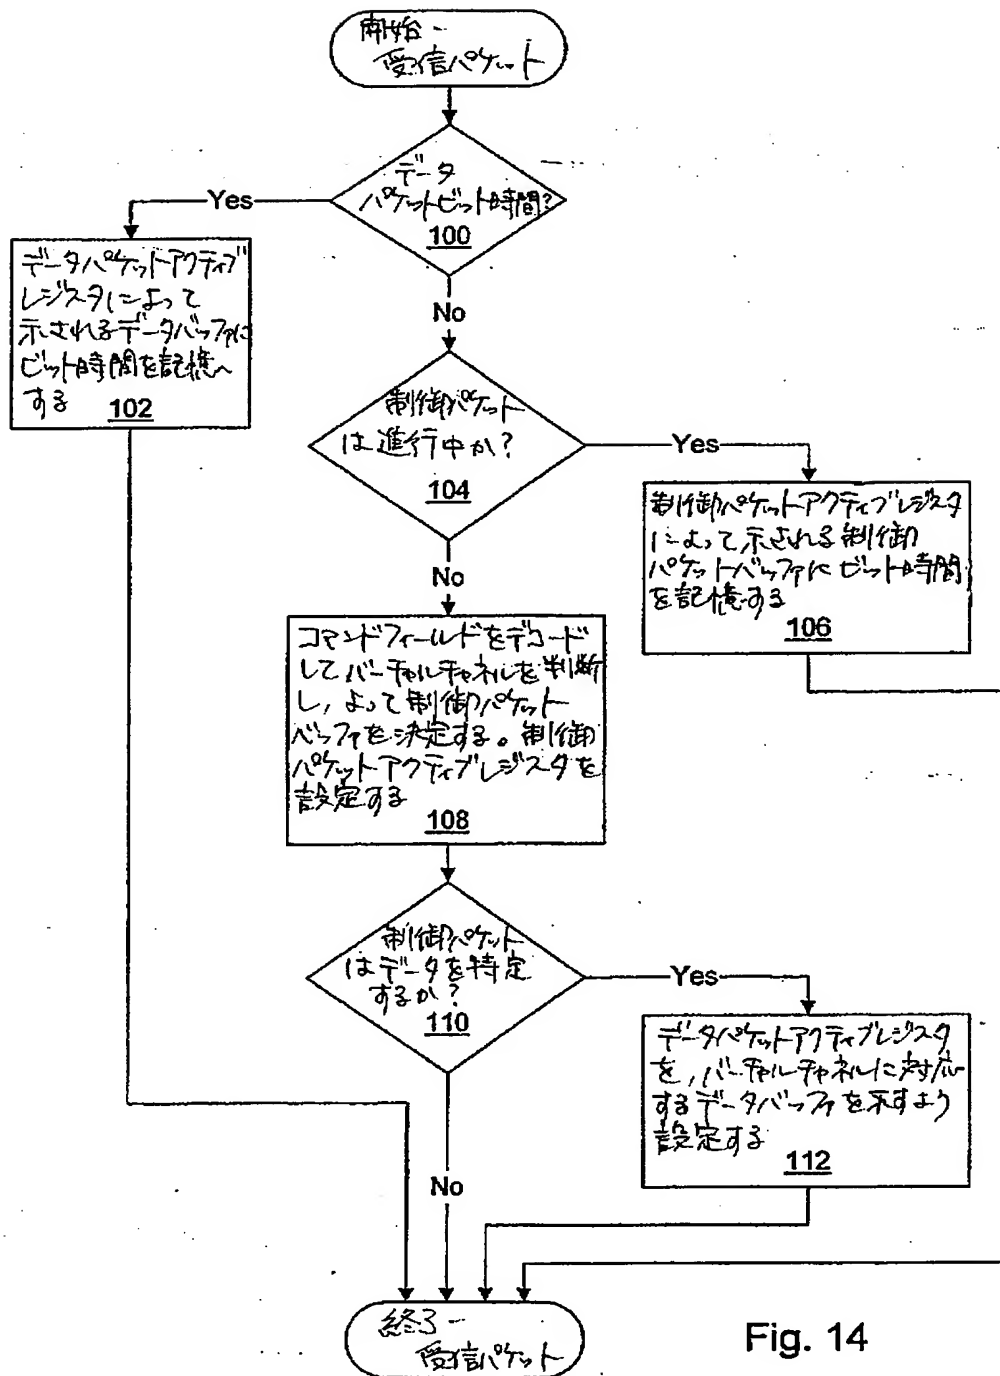 開始-
受信パケット
データ
パケットビット時間?
100
Yes
No
データパケットアクティブ
レジスタによって
示されるデータバッファに
ビット時間を記憶へ
する
102
制御パケット
は進行中か?
104
Yes
No
制御パケットアクティブレジスタ
によって示される制御
パケットバッファに ビット時間
を記憶する
106
コマンドフィールドをデコード
してバーチャルチャネルを判断
し,よって制御パケット
バッファを決定する。制御
パケットアクティブレジスタを
設定する
108
制御パケット
はデータを特定
するか?
110
Yes
No
データパケットアクティブレジスタ
を,バーチャルチャネルに対応
するデータバッファを示すよう
設定する
112
終了-
受信パケット
Fig. 14